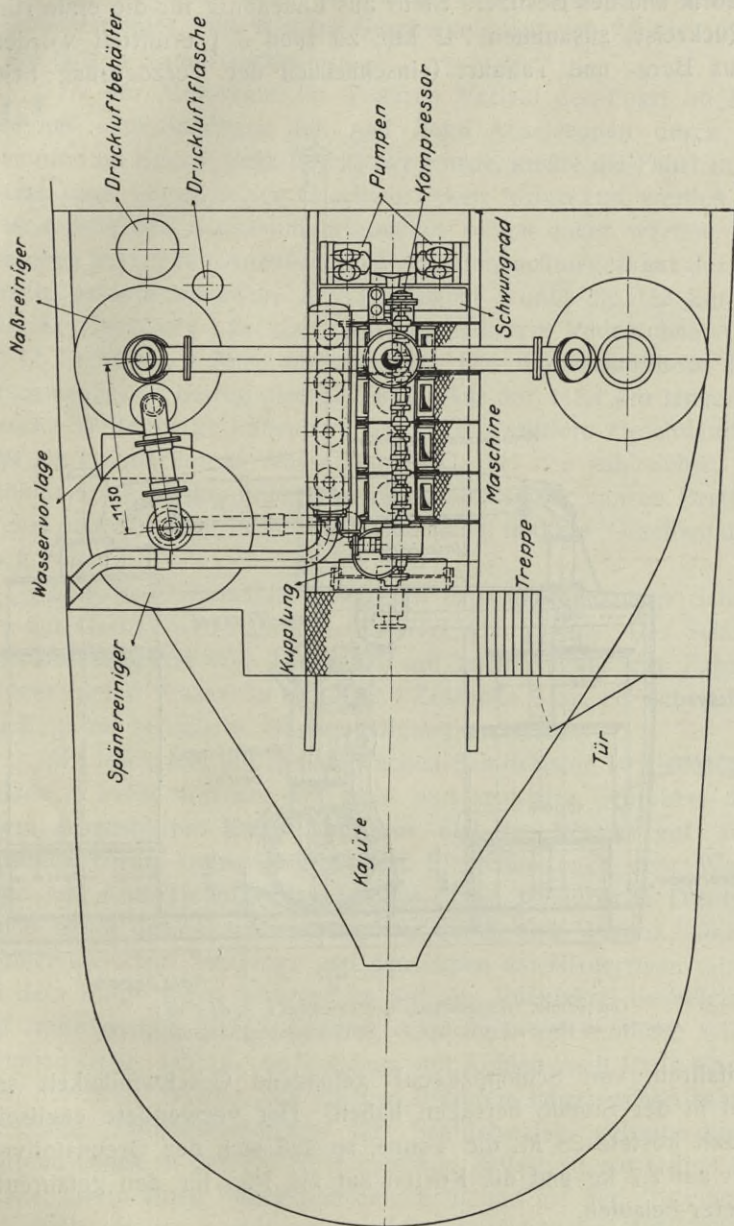 Druckluftbehälter
Druckluftflasche
Naßreiniger
Pumpen
Kompressor
Schwungrad
Wasservorlage
1150
Maschine
Spänereiniger
Kupplung
Treppe
Kajüte
Tür